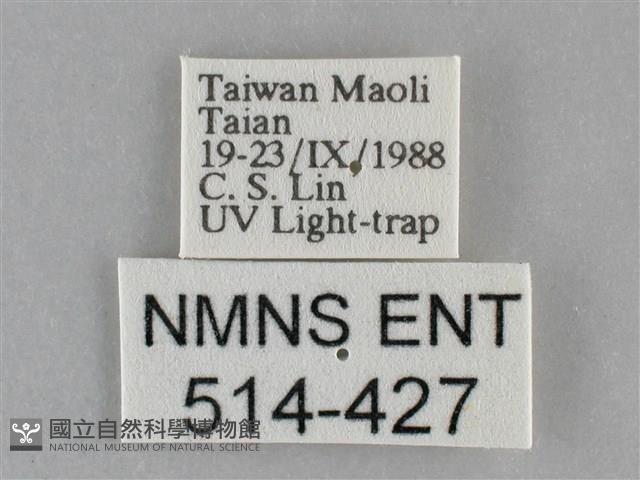 Taiwan Maoli
Taian
19-23/IX/1988
C. S. Lin
UV Light-trap
NMNS ENT
514-427
國立自然科學博物館
NATIONAL MUSEUM OF NATURAL SCIENCE